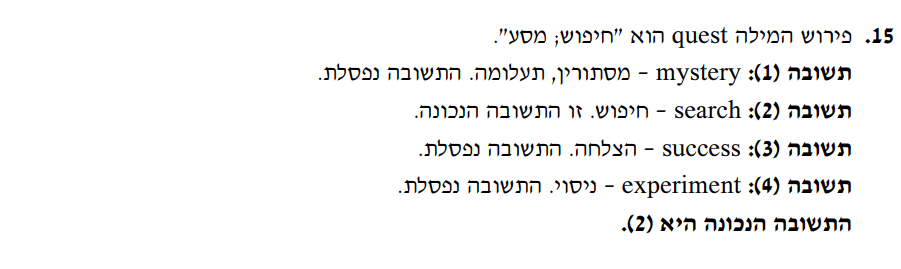 15. פירוש המילה quest הוא "חיפוש; מסע".
תשובה (1): mystery – מסתורין, תעלומה. התשובה נפסלת.
תשובה (2): search – חיפוש. זו התשובה הנכונה.
תשובה (3): success – הצלחה. התשובה נפסלת.
תשובה (4): experiment – ניסוי. התשובה נפסלת.
התשובה הנכונה היא (2).